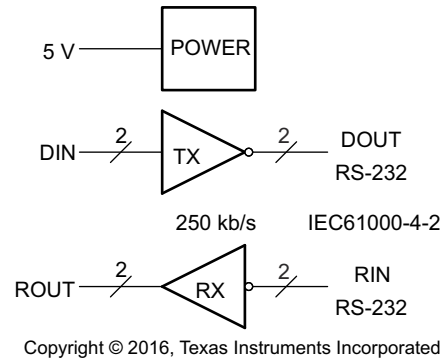 5 V
POWER
2
2
DIN
TX
DOUT
RS-232
250 kb/s
IEC61000-4-2
2
2
ROUT
RX
RIN
RS-232
Copyright © 2016, Texas Instruments Incorporated